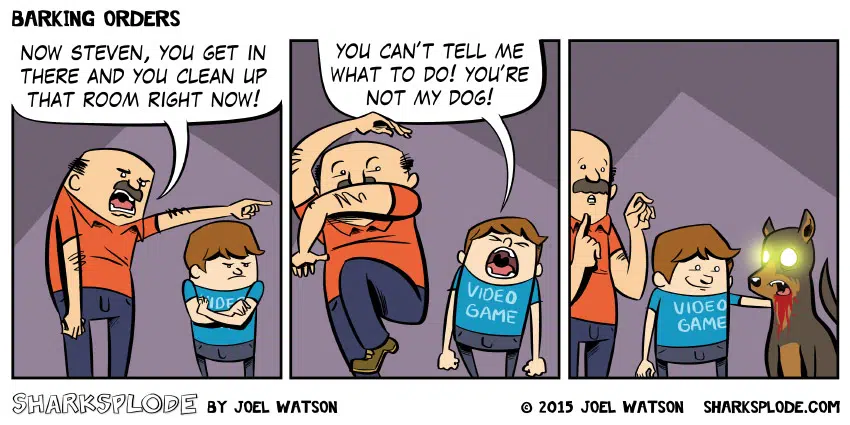 BARKING ORDERS
NOW STEVEN, YOU GET IN
THERE AND YOU CLEAN UP
THAT ROOM RIGHT NOW!
VIDEO
YOU CAN'T TELL ME
WHAT TO DO! YOU'RE
NOT MY DOG!
VIDEO
GAME
VIDEO
GAME
SHARKSPLODE BY JOEL WATSON
© 2015 JOEL WATSON SHARKSPLODE.COM